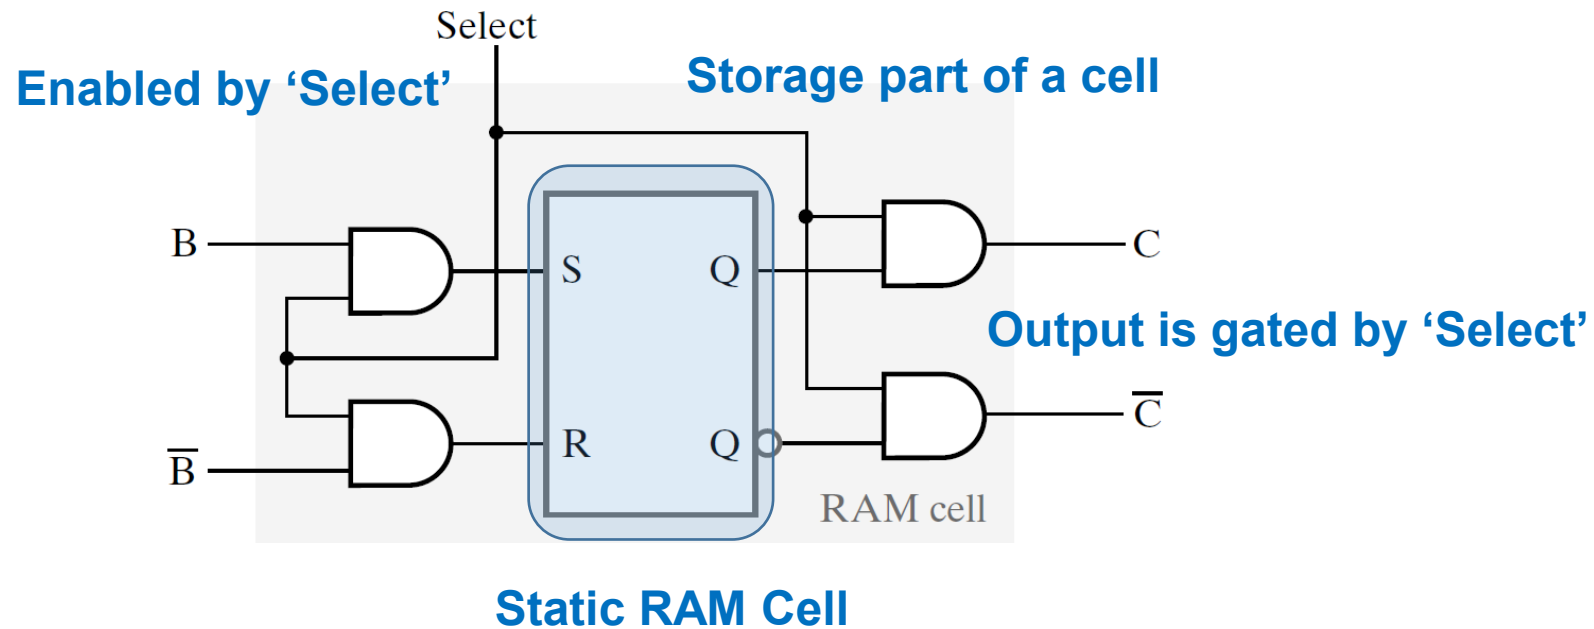 Select
Enabled by ‘Select’
Storage part of a cell
B
S
Q
C
Output is gated by ‘Select’
B̅
R
Q
C̅
RAM cell
Static RAM Cell